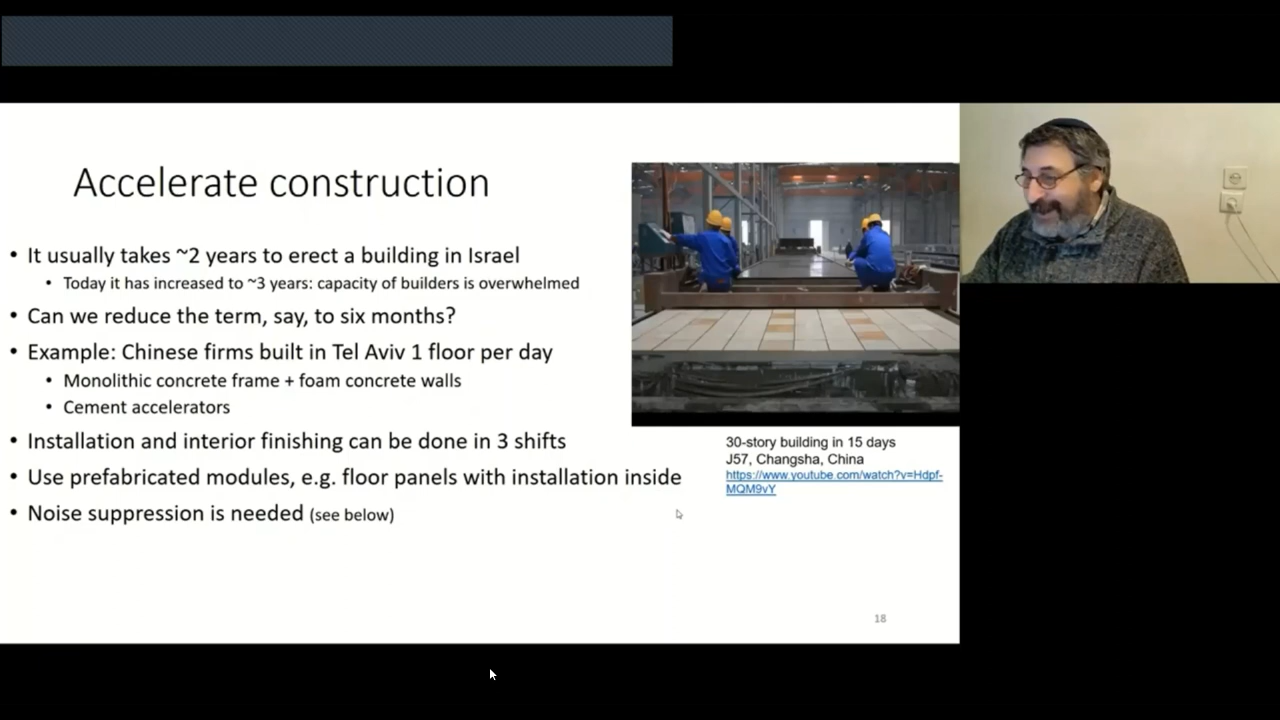 Accelerate construction
• It usually takes ~2 years to erect a building in Israel
• Today it has increased to ~3 years: capacity of builders is overwhelmed
• Can we reduce the term, say, to six months?
• Example: Chinese firms built in Tel Aviv 1 floor per day
• Monolithic concrete frame + foam concrete walls
• Cement accelerators
• Installation and interior finishing can be done in 3 shifts
• Use prefabricated modules, e.g. floor panels with installation inside
• Noise suppression is needed (see below)
30-story building in 15 days
J57, Changsha, China
https://www.youtube.com/watch?v=Hdpf-
MQM9vY
18